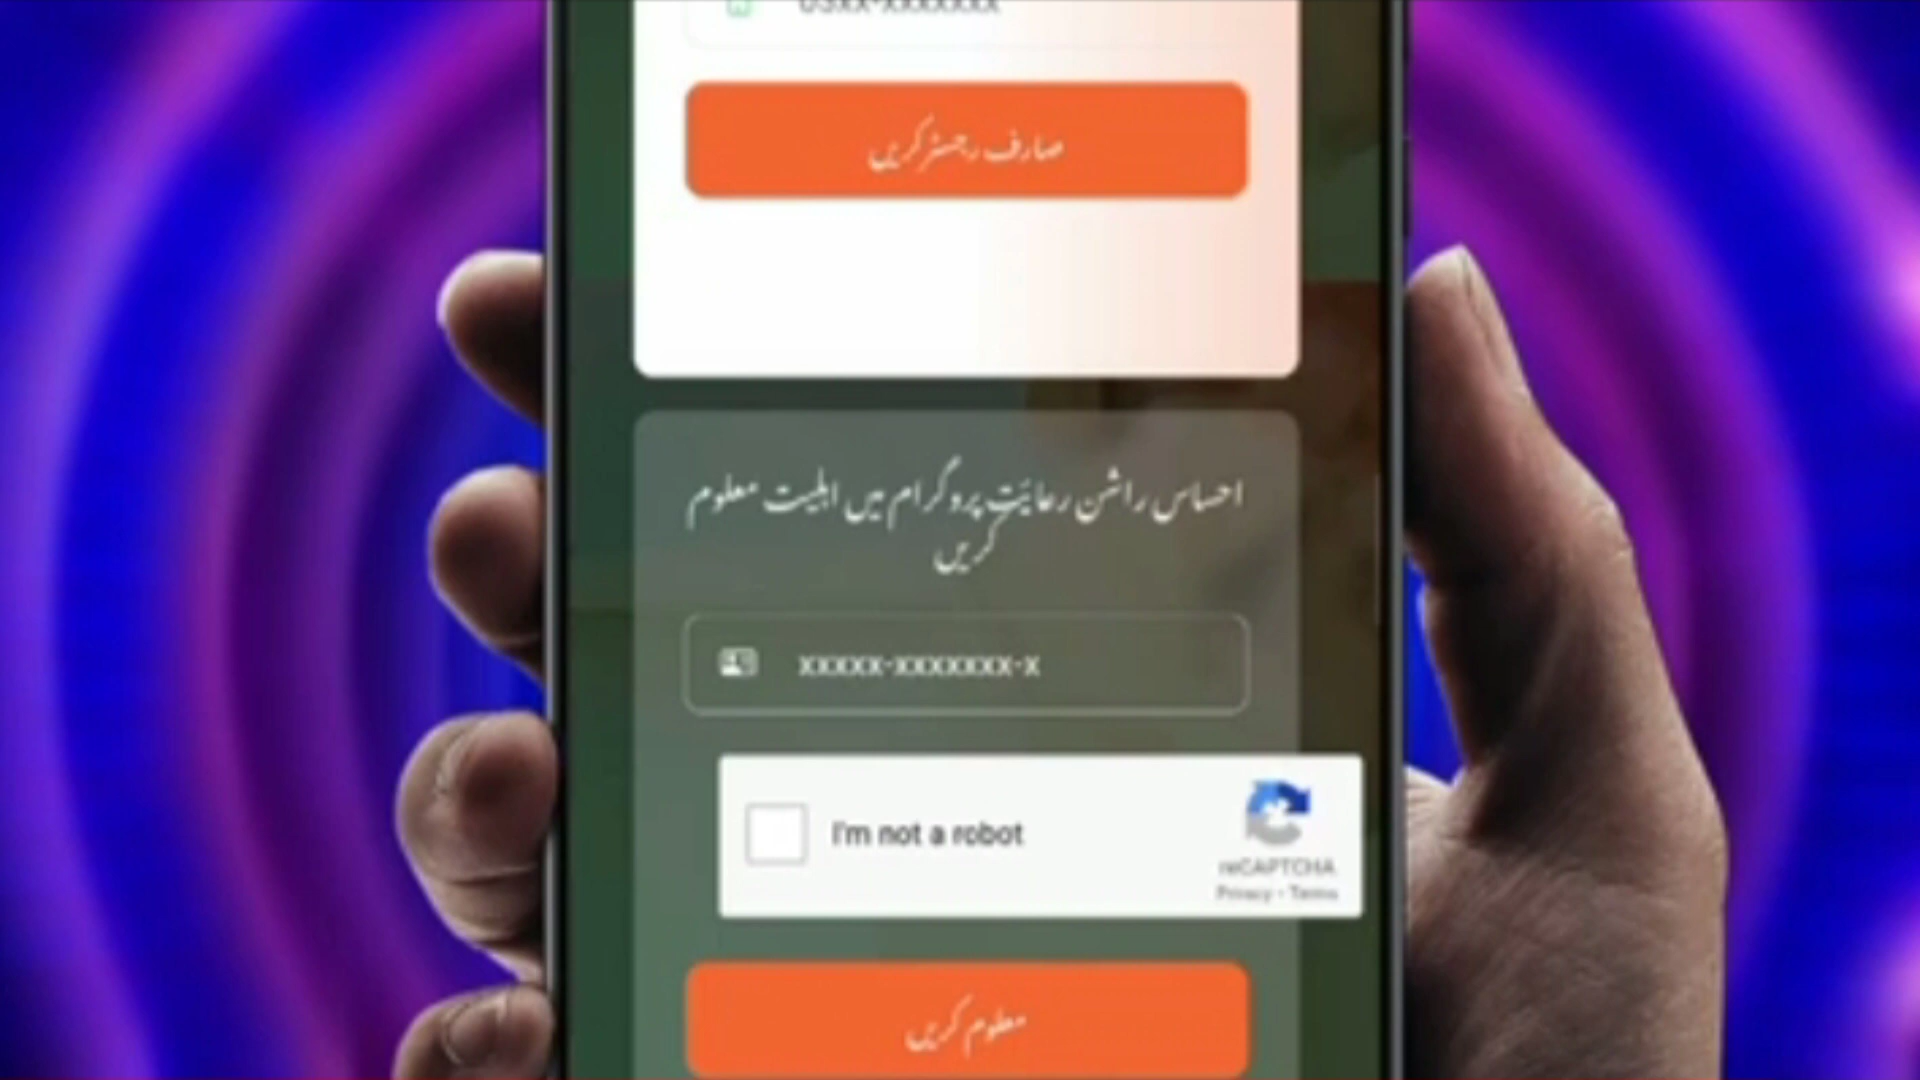 03xx-xxxxxxx
صارف رجسٹر کریں
احساس راشن رعائیت پروگرام میں اہلیت معلوم
کریں
xxxxx-xxxxxxx-x
I'm not a robot
reCAPTCHA
Privacy - Terms
معلوم کریں